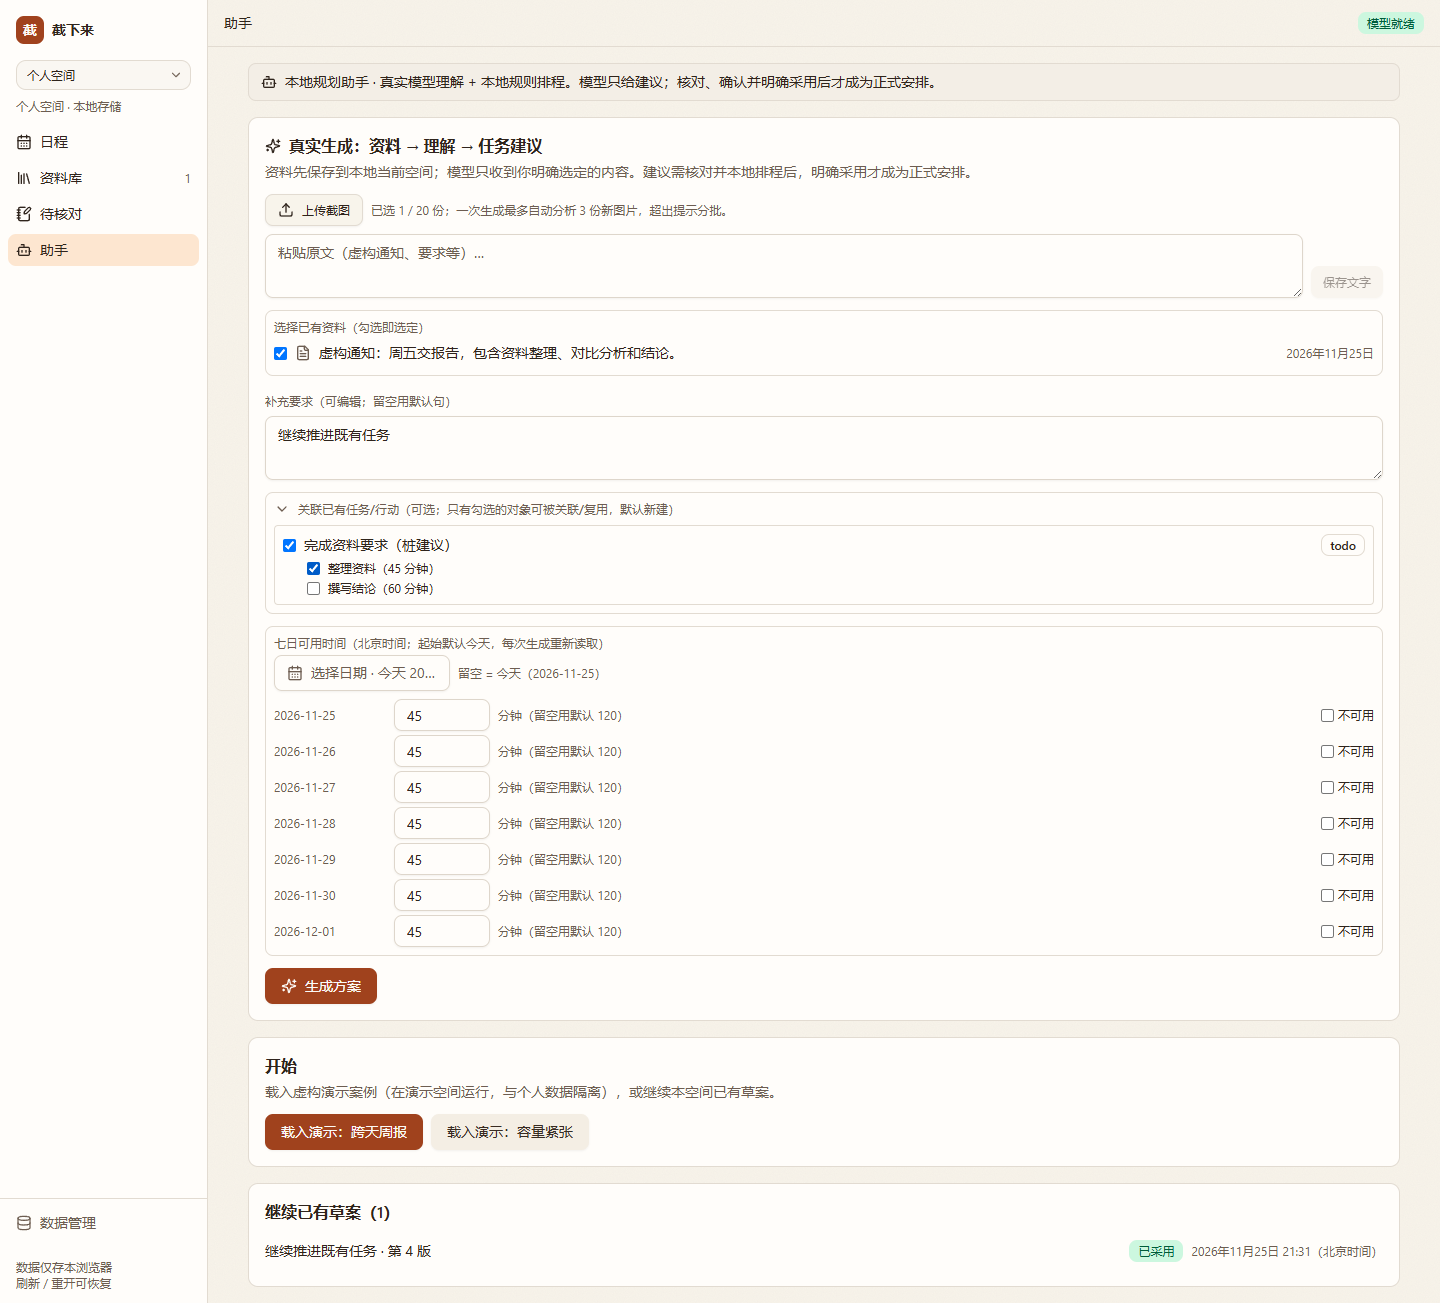 截 截下来
个人空间
个人空间 · 本地存储
日程
资料库 1
待核对
助手
数据管理
数据仅存本浏览器
刷新 / 重开可恢复
助手
模型就绪
本地规划助手 · 真实模型理解 + 本地规则排程。模型只给建议；核对、确认并明确采用后才成为正式安排。
真实生成：资料 → 理解 → 任务建议
资料先保存到本地当前空间；模型只收到你明确选定的内容。建议需核对并本地排程后，明确采用才成为正式安排。
上传截图 已选 1 / 20 份；一次生成最多自动分析 3 份新图片，超出提示分批。
粘贴原文（虚构通知、要求等）...
保存文字
选择已有资料（勾选即选定）
虚构通知：周五交报告，包含资料整理、对比分析和结论。 2026年11月25日
补充要求（可编辑；留空用默认句）
继续推进既有任务
关联已有任务/行动（可选；只有勾选的对象可被关联/复用，默认新建）
完成资料要求（桩建议） todo
整理资料（45 分钟）
撰写结论（60 分钟）
七日可用时间（北京时间；起始默认今天，每次生成重新读取）
选择日期 · 今天 20... 留空 = 今天（2026-11-25）
2026-11-25 45 分钟（留空用默认 120） 不可用
2026-11-26 45 分钟（留空用默认 120） 不可用
2026-11-27 45 分钟（留空用默认 120） 不可用
2026-11-28 45 分钟（留空用默认 120） 不可用
2026-11-29 45 分钟（留空用默认 120） 不可用
2026-11-30 45 分钟（留空用默认 120） 不可用
2026-12-01 45 分钟（留空用默认 120） 不可用
生成方案
开始
载入虚构演示案例（在演示空间运行，与个人数据隔离），或继续本空间已有草案。
载入演示：跨天周报 载入演示：容量紧张
继续已有草案（1）
继续推进既有任务 · 第 4 版 已采用 2026年11月25日 21:31（北京时间）